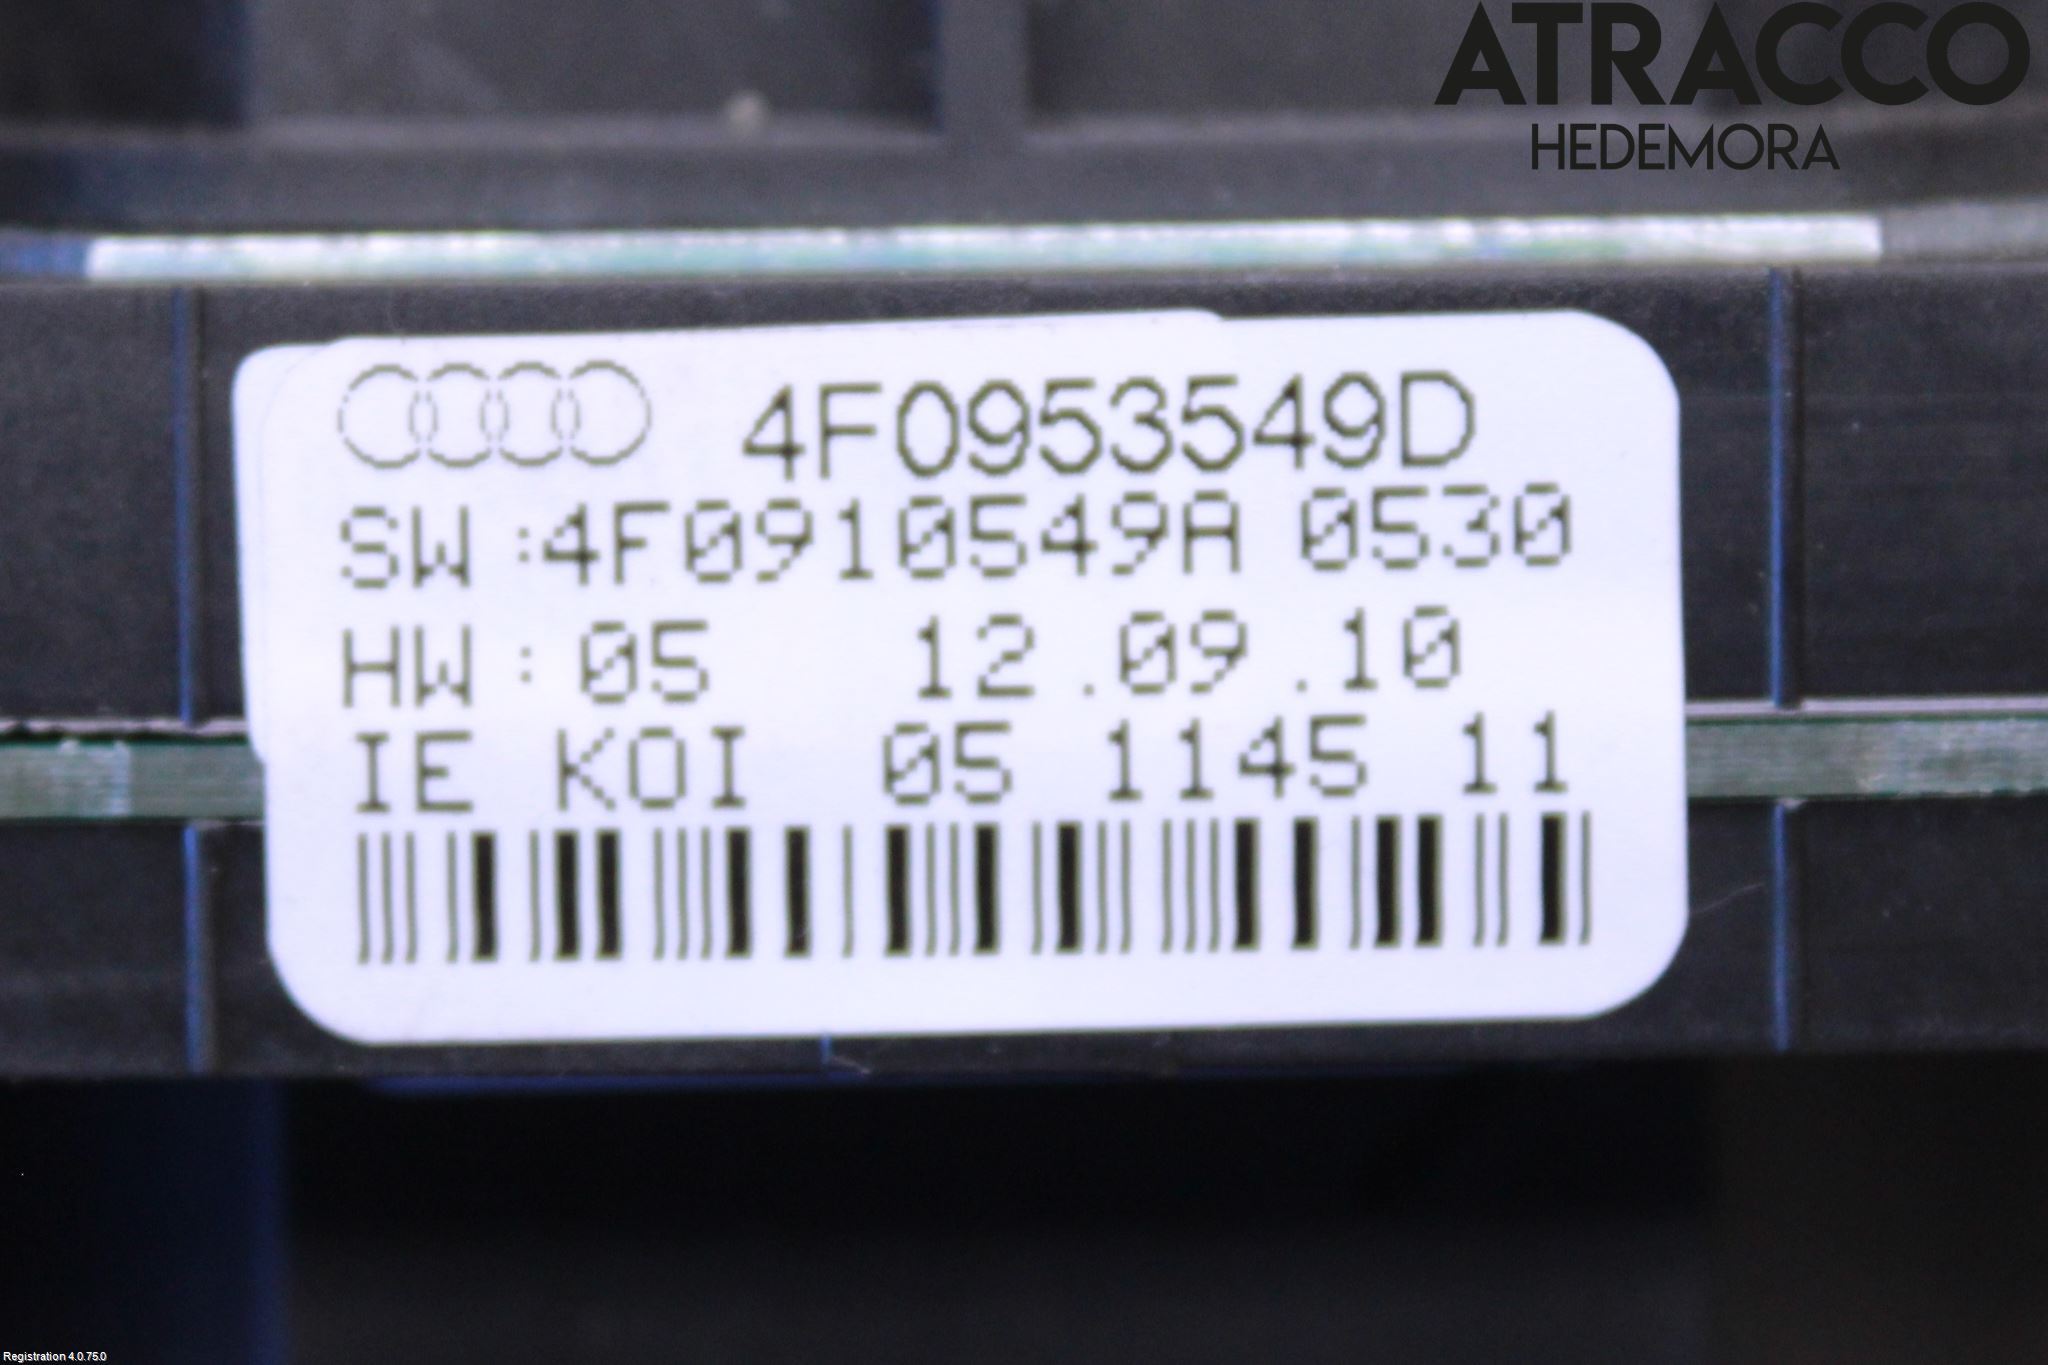 ATRACCO
HEDEMORA
4F0953549D
SW :4F0910549A 0530
HW : 05 12.09.10
IE KOI 05 1145 11
Registration 4.0.75.0